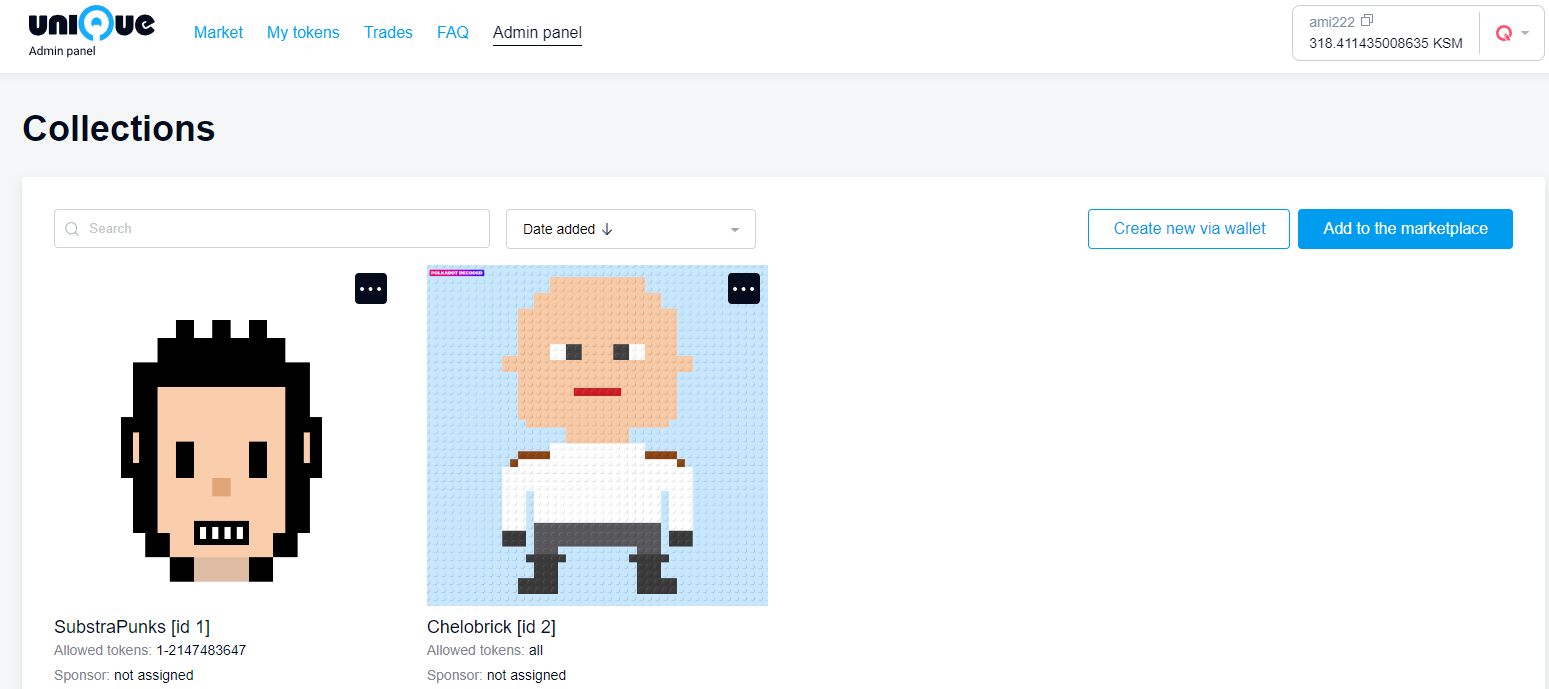 UNIQUE
Admin panel
Market My tokens Trades FAQ Admin panel
ami222
318.411435008635 KSM
Collections
Search
Date added
Create new via wallet
Add to the marketplace
POLKADOT DECODED
SubstraPunks [id 1]
Allowed tokens: 1-2147483647
Sponsor: not assigned
Chelobrick [id 2]
Allowed tokens: all
Sponsor: not assigned